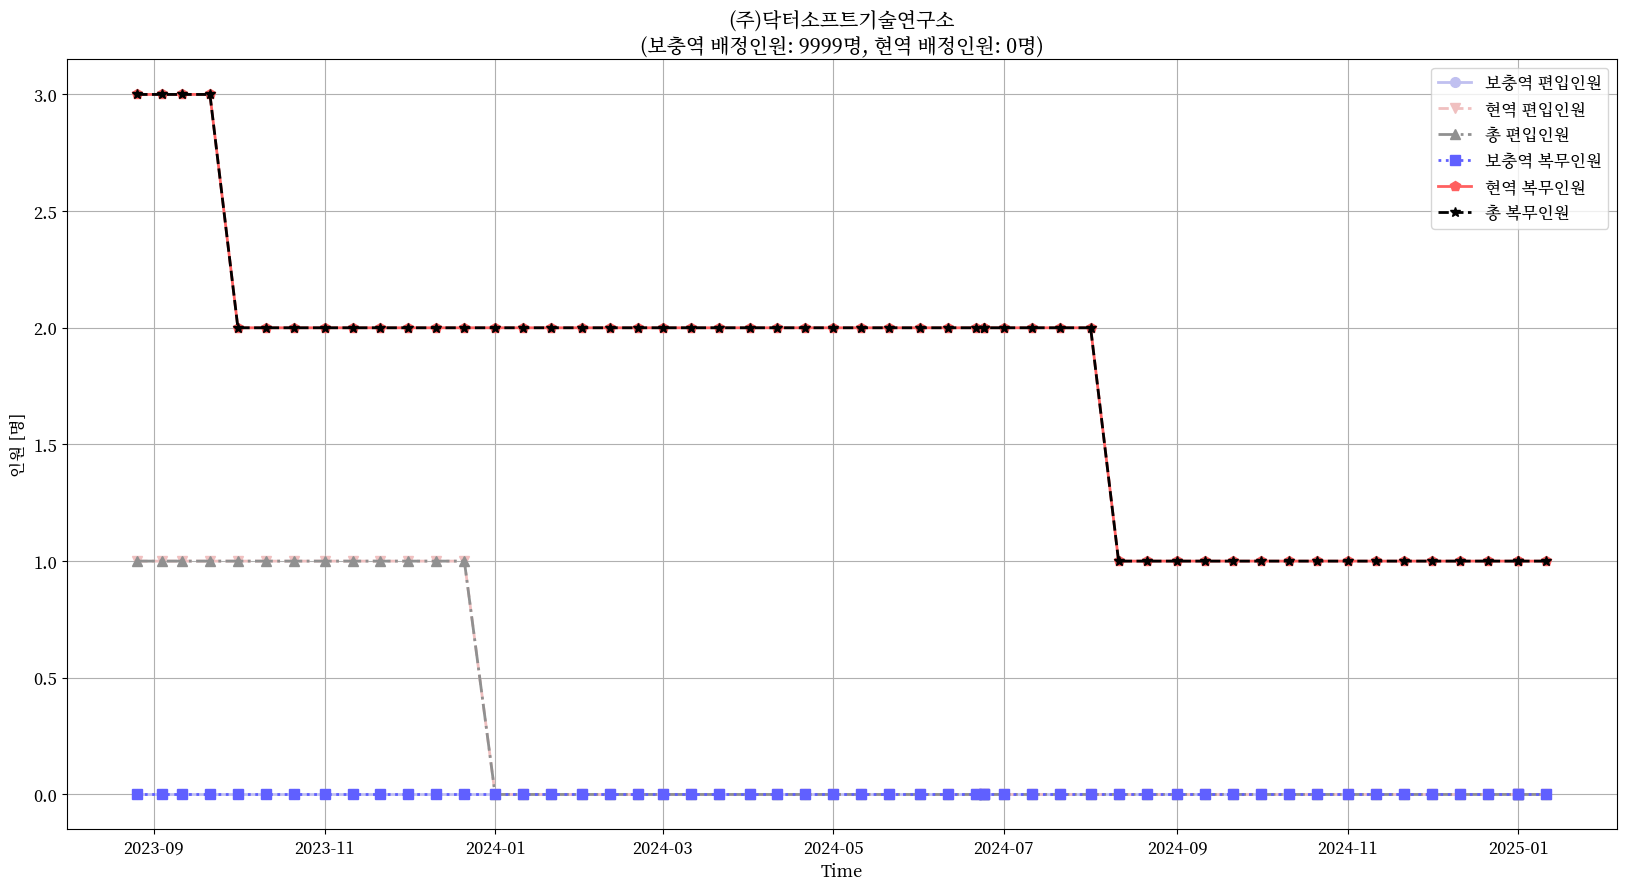 (주)닥터소프트기술연구소
(보충역 배정인원: 9999명, 현역 배정인원: 0명)
보충역 편입인원
현역 편입인원
총 편입인원
보충역 복무인원
현역 복무인원
총 복무인원
인원 [명]
3.0
2.5
2.0
1.5
1.0
0.5
0.0
2023-09
2023-11
2024-01
2024-03
2024-05
2024-07
2024-09
2024-11
2025-01
Time